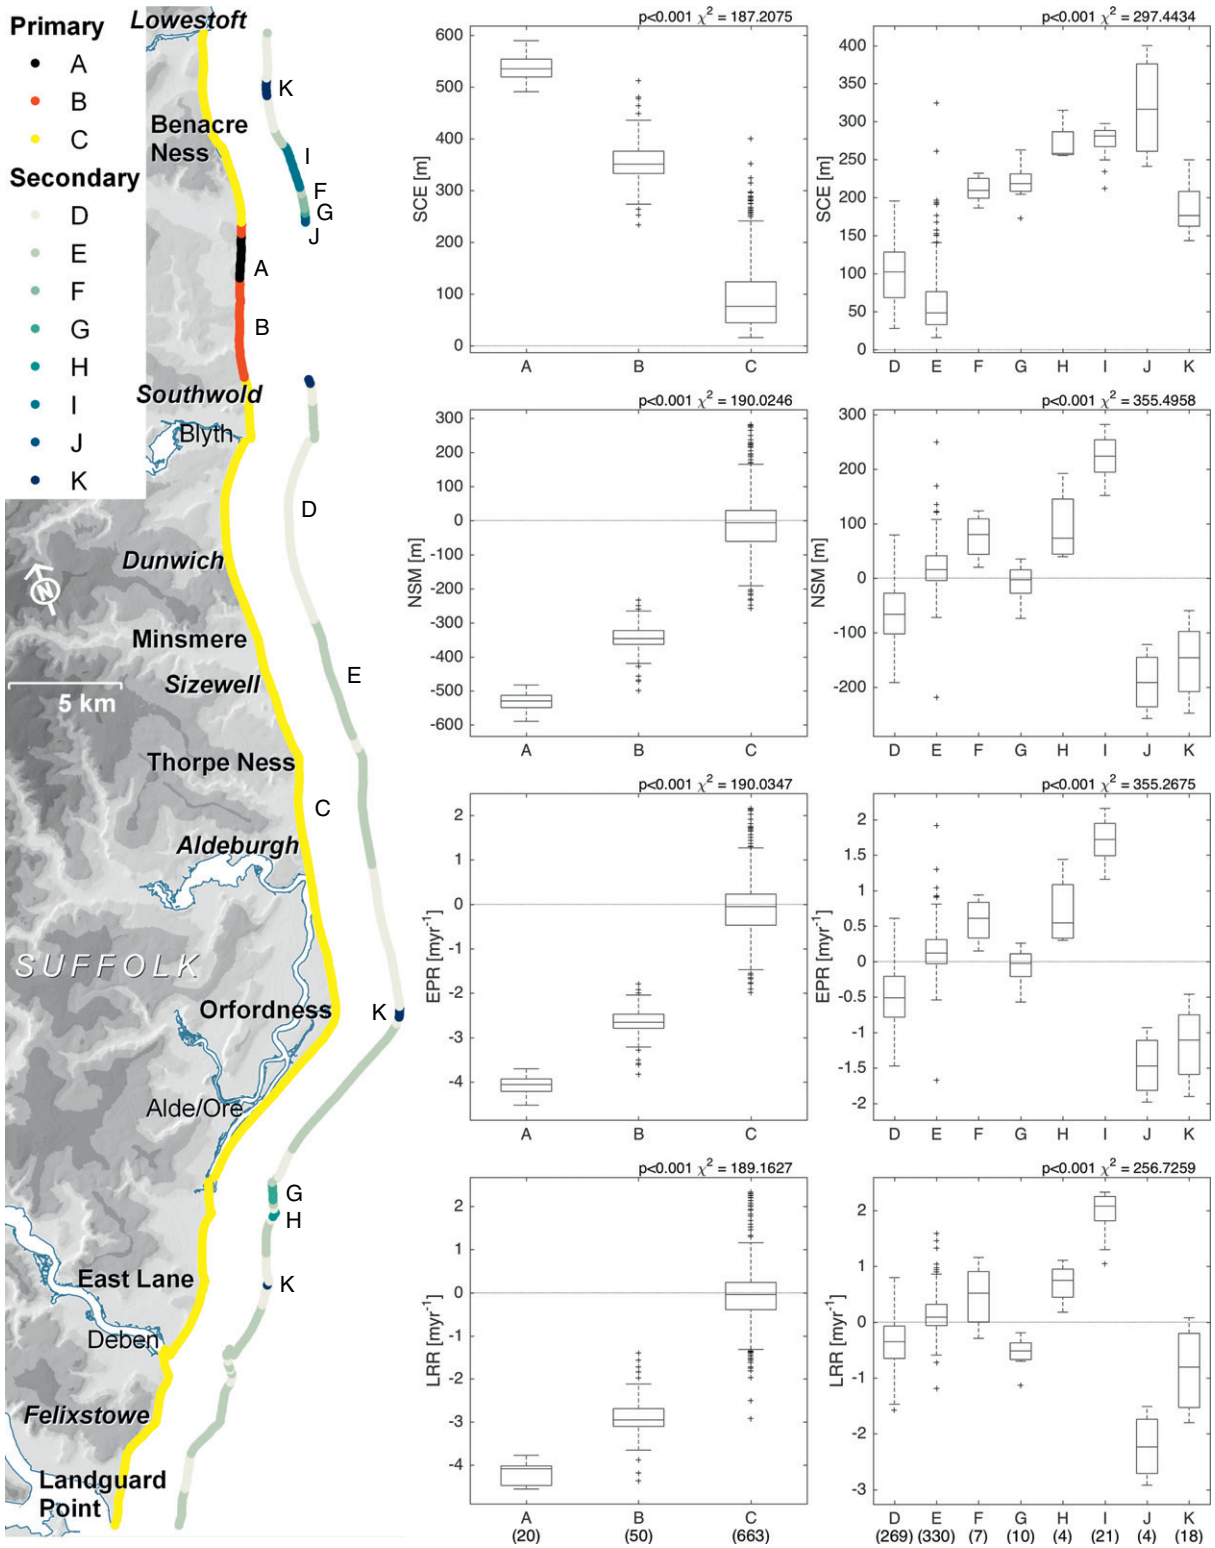 Primary
A
B
C
Secondary
D
E
F
G
H
I
J
K
Lowestoft
Benacre
Ness
Southwold
Blyth
Dunwich
N
Minsmere
Sizewell
5 km
Thorpe Ness
Aldeburgh
SUFFOLK
Orfordness
Alde/Ore
East Lane
Deben
Felixstowe
Landguard
Point
K
I
F
G
J
A
B
D
E
C
K
G
H
K
p<0.001 χ² = 187.2075
SCE [m]
600
500
400
300
200
100
0
A B C
p<0.001 χ² = 297.4434
SCE [m]
400
350
300
250
200
150
100
50
0
D E F G H I J K
p<0.001 χ² = 190.0246
NSM [m]
300
200
100
0
-100
-200
-300
-400
-500
-600
A B C
p<0.001 χ² = 355.4958
NSM [m]
300
200
100
0
-100
-200
D E F G H I J K
p<0.001 χ² = 190.0347
EPR [myr⁻¹]
2
1
0
-1
-2
-3
-4
A B C
p<0.001 χ² = 355.2675
EPR [myr⁻¹]
2
1.5
1
0.5
0
-0.5
-1
-1.5
-2
D E F G H I J K
p<0.001 χ² = 189.1627
LRR [myr⁻¹]
2
1
0
-1
-2
-3
-4
A B C
(20) (50) (663)
p<0.001 χ² = 256.7259
LRR [myr⁻¹]
2
1
0
-1
-2
-3
D E F G H I J K
(269) (330) (7) (10) (4) (21) (4) (18)